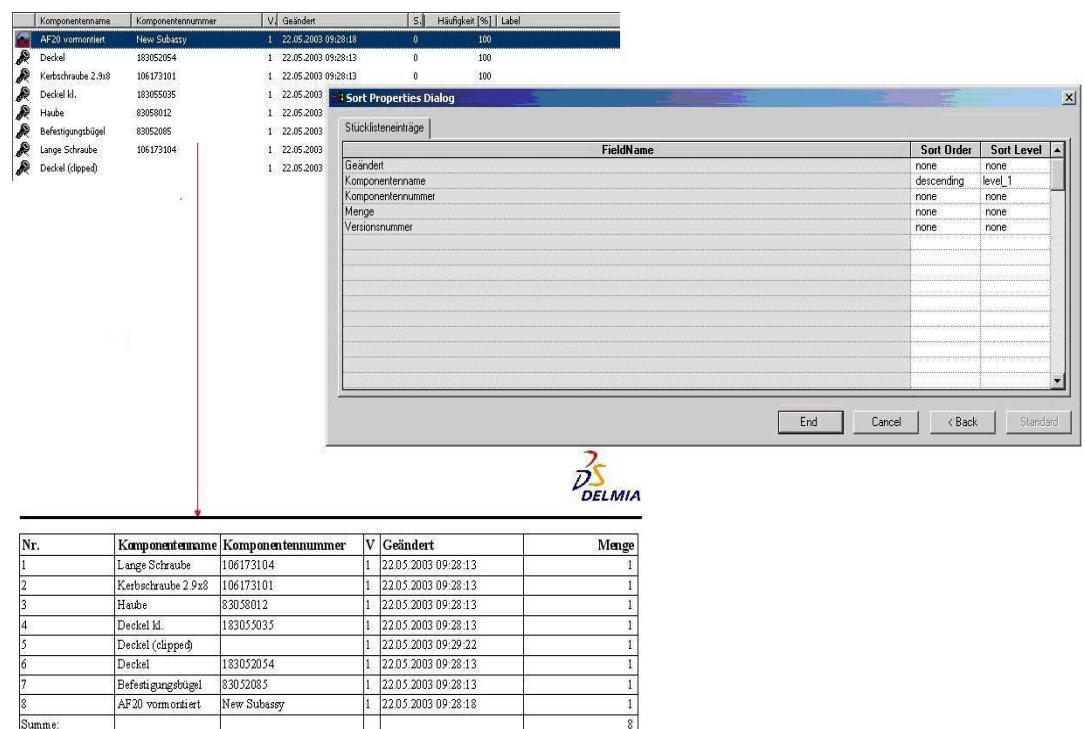 Komponentenname Komponentennummer V. Geändert S. Häufigkeit [%] Label
AF20 vormontiert New Subassy 1 22.05.2003 09:28:18 0 100
Deckel 183052054 1 22.05.2003 09:28:13 0 100
Kerbschraube 2.9x8 106173101 1 22.05.2003 09:28:13 0 100
Deckel kl. 183055035 1 22.05.2003
Haube 83058012 1 22.05.2003
Befestigungsbügel 83052085 1 22.05.2003
Lange Schraube 106173104 1 22.05.2003
Deckel (clipped) 1 22.05.2003
Sort Properties Dialog
Stücklisteneinträge
FieldName Sort Order Sort Level
Geändert none none
Komponentenname descending level_1
Komponentennummer none none
Menge none none
Versionsnummer none none
End Cancel < Back Standard
DS
DELMIA
Nr. Komponentenname Komponentennummer V Geändert Menge
1 Lange Schraube 106173104 1 22.05.2003 09:28:13 1
2 Kerbschraube 2.9x8 106173101 1 22.05.2003 09:28:13 1
3 Haube 83058012 1 22.05.2003 09:28:13 1
4 Deckel kl. 183055035 1 22.05.2003 09:28:13 1
5 Deckel (clipped) 1 22.05.2003 09:29:22 1
6 Deckel 183052054 1 22.05.2003 09:28:13 1
7 Befestigungsbügel 83052085 1 22.05.2003 09:28:13 1
8 AF20 vormontiert New Subassy 1 22.05.2003 09:28:18 1
Summe: 8